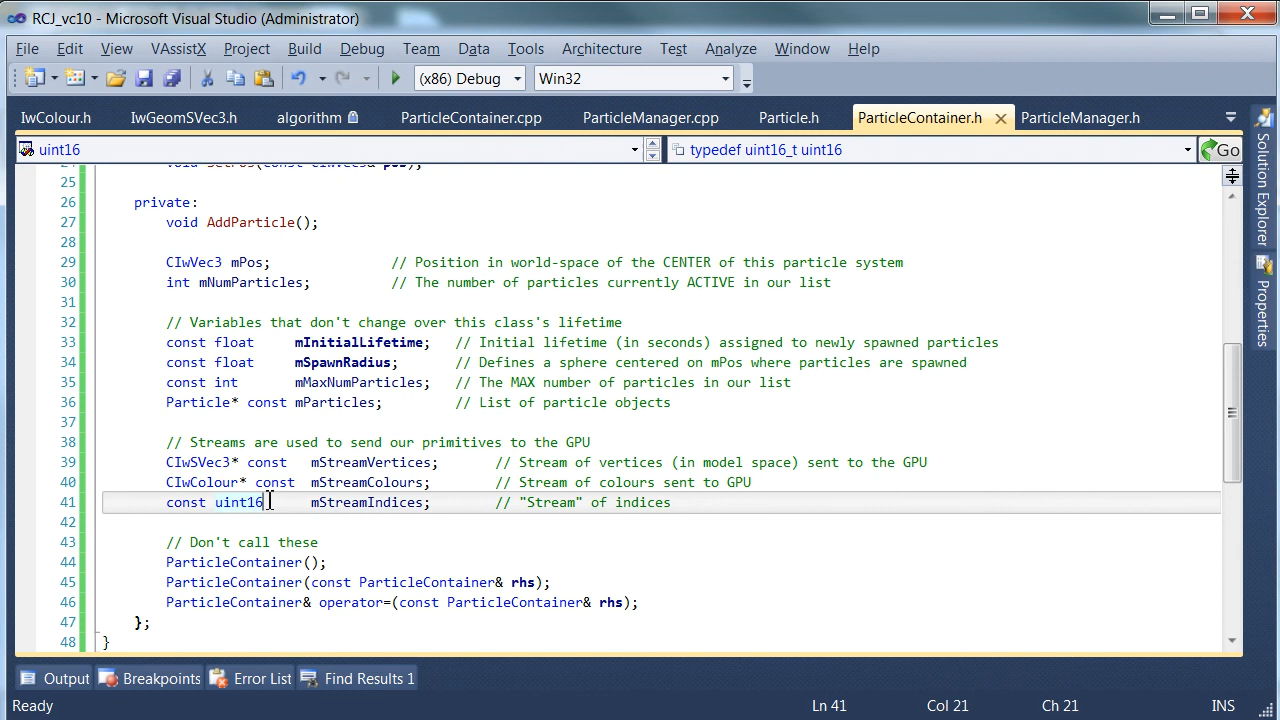 RCJ_vc10 - Microsoft Visual Studio (Administrator)
File Edit View VAssistX Project Build Debug Team Data Tools Architecture Test Analyze Window Help
(x86) Debug Win32
IwColour.h IwGeomSVec3.h algorithm ParticleContainer.cpp ParticleManager.cpp Particle.h ParticleContainer.h ParticleManager.h
uint16 typedef uint16_t uint16 Go
24 void SetPos(const CIwVec3& pos);
25
26 private:
27 void AddParticle();
28
29 CIwVec3 mPos; // Position in world-space of the CENTER of this particle system
30 int mNumParticles; // The number of particles currently ACTIVE in our list
31
32 // Variables that don't change over this class's lifetime
33 const float mInitialLifetime; // Initial lifetime (in seconds) assigned to newly spawned particles
34 const float mSpawnRadius; // Defines a sphere centered on mPos where particles are spawned
35 const int mMaxNumParticles; // The MAX number of particles in our list
36 Particle* const mParticles; // List of particle objects
37
38 // Streams are used to send our primitives to the GPU
39 CIwSVec3* const mStreamVertices; // Stream of vertices (in model space) sent to the GPU
40 CIwColour* const mStreamColours; // Stream of colours sent to GPU
41 const uint16 mStreamIndices; // "Stream" of indices
42
43 // Don't call these
44 ParticleContainer();
45 ParticleContainer(const ParticleContainer& rhs);
46 ParticleContainer& operator=(const ParticleContainer& rhs);
47 };
48 }
Solution Explorer
Properties
Output Breakpoints Error List Find Results 1
Ready Ln 41 Col 21 Ch 21 INS